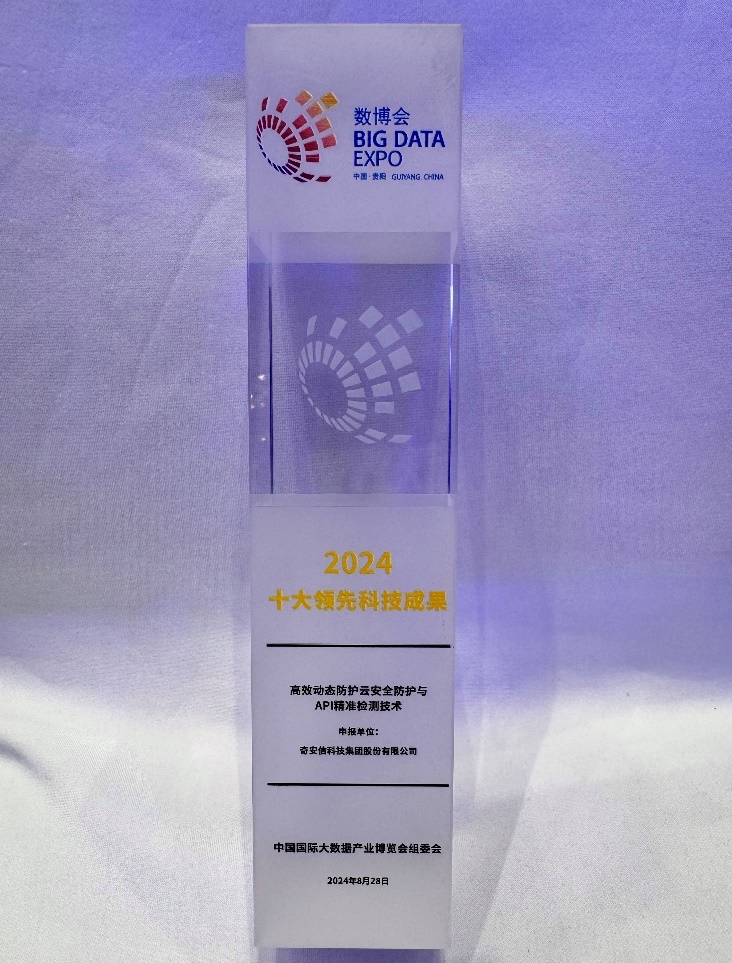 数博会
BIG DATA
EXPO
中国·贵阳 GUIYANG. CHINA
2024
十大领先科技成果
高效动态防护云安全防护与
API精准检测技术
申报单位：
奇安信科技集团股份有限公司
中国国际大数据产业博览会组委会
2024年8月28日